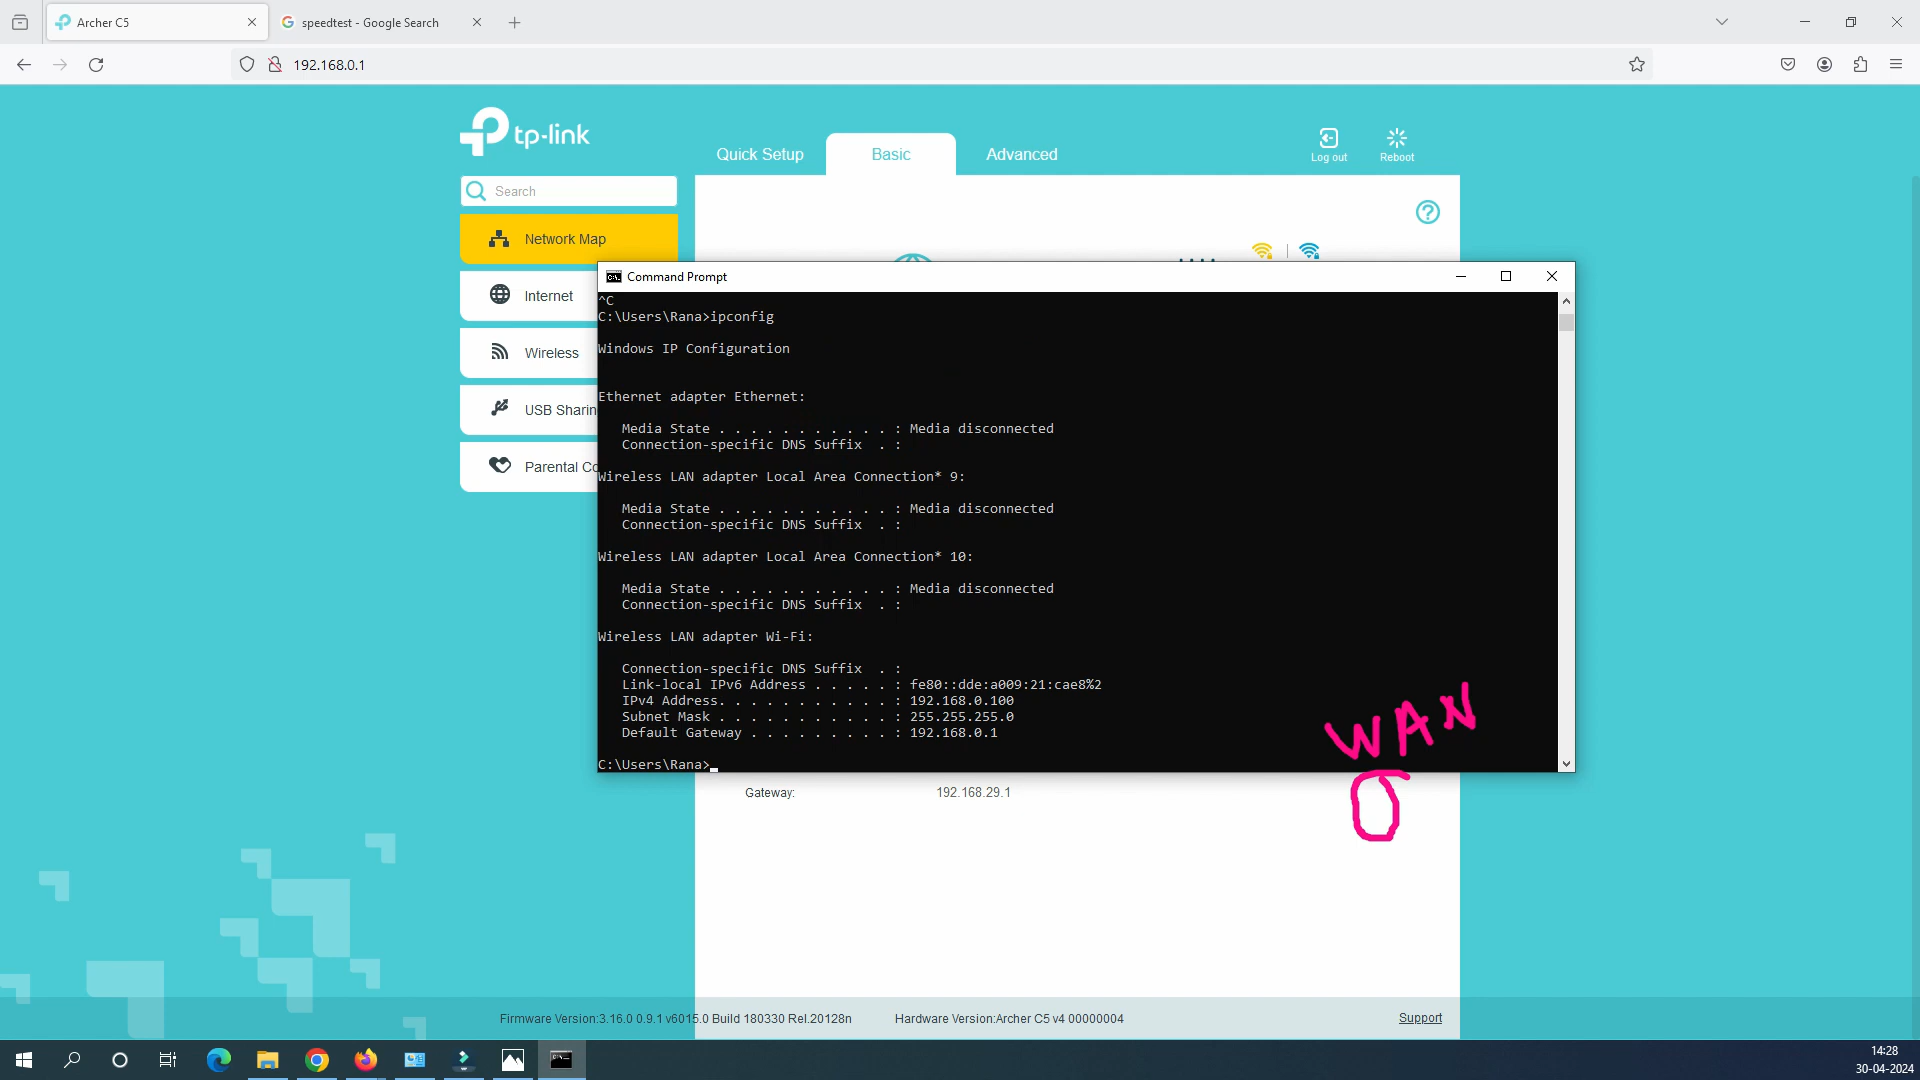 Archer C5
speedtest - Google Search
192.168.0.1
tp-link
Quick Setup
Basic
Advanced
Log out
Reboot
Search
Network Map
Internet
Wireless
USB Sharin
Parental Co
Command Prompt
^C
C:\Users\Rana>ipconfig
Windows IP Configuration
Ethernet adapter Ethernet:
Media State . . . . . . . . . . . : Media disconnected
Connection-specific DNS Suffix  . :
Wireless LAN adapter Local Area Connection* 9:
Media State . . . . . . . . . . . : Media disconnected
Connection-specific DNS Suffix  . :
Wireless LAN adapter Local Area Connection* 10:
Media State . . . . . . . . . . . : Media disconnected
Connection-specific DNS Suffix  . :
Wireless LAN adapter Wi-Fi:
Connection-specific DNS Suffix  . :
Link-local IPv6 Address . . . . . : fe80::dde:a009:21:cae8%2
IPv4 Address. . . . . . . . . . . : 192.168.0.100
Subnet Mask . . . . . . . . . . . : 255.255.255.0
Default Gateway . . . . . . . . . : 192.168.0.1
C:\Users\Rana>
WAN
Gateway: 192.168.29.1
Firmware Version:3.16.0 0.9.1 v6015.0 Build 180330 Rel.20128n
Hardware Version:Archer C5 v4 00000004
Support
14:28
30-04-2024